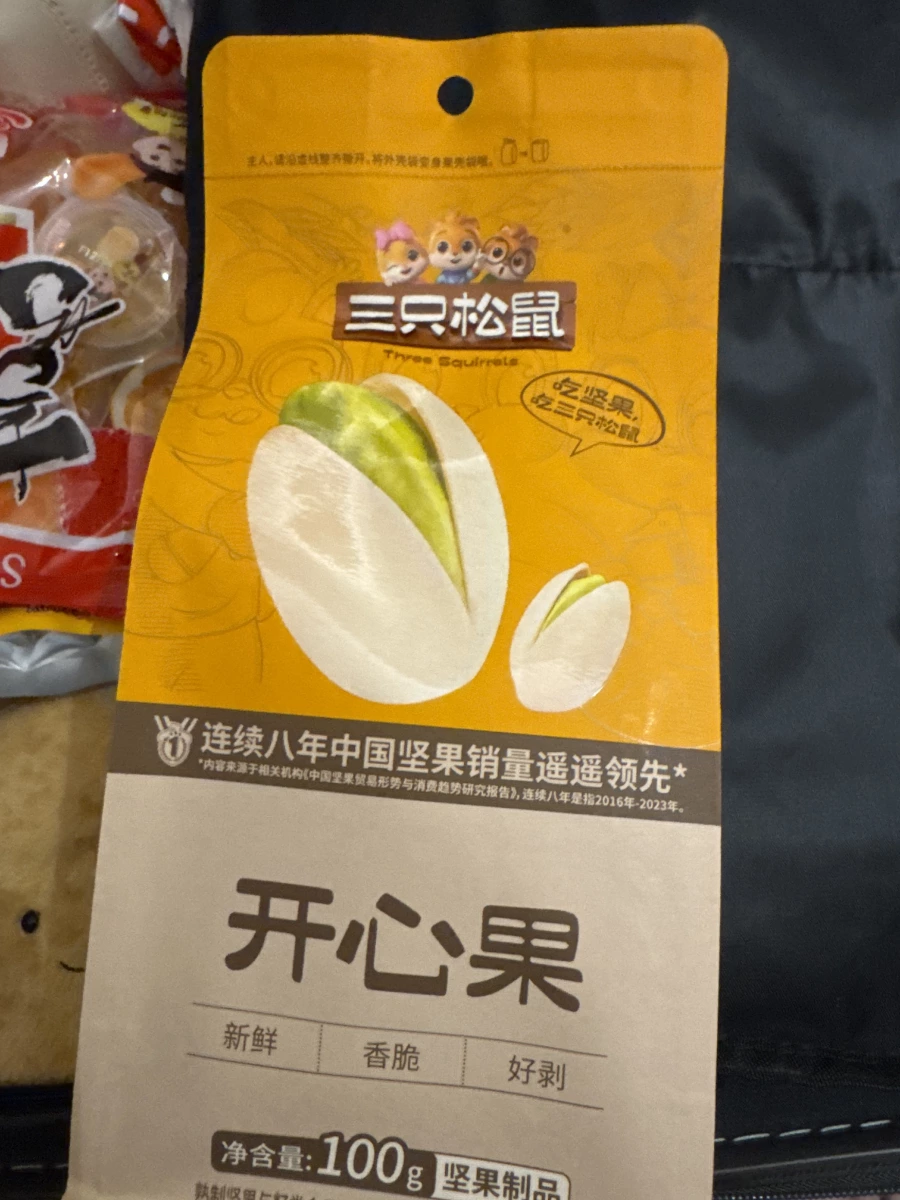 主人,请沿虚线整齐撕开,将外壳袋变身果壳袋哦。
三只松鼠
Three Squirrels
吃坚果,
吃三只松鼠
1
连续八年中国坚果销量遥遥领先*
*内容来源于相关机构《中国坚果贸易形势与消费趋势研究报告》,连续八年是指2016年-2023年。
开心果
新鲜
香脆
好剥
净含量:100g
坚果制品
S